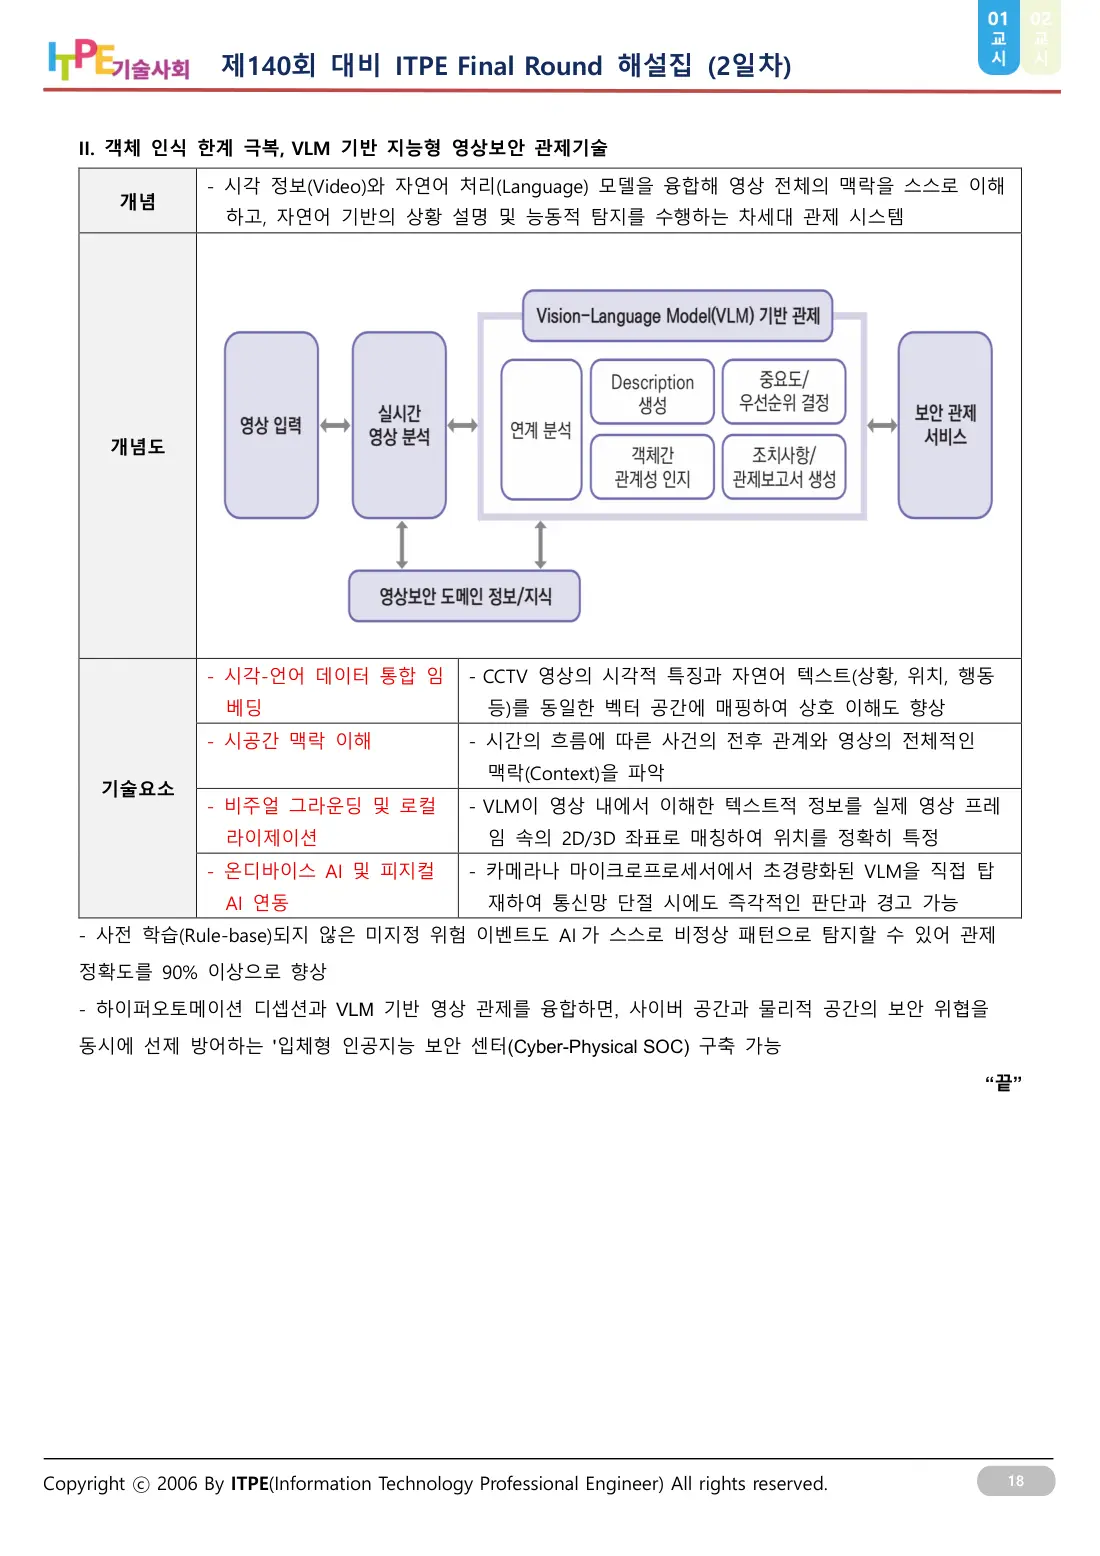 ITPE기술사회 제140회 대비 ITPE Final Round 해설집 (2일차)
01
교
시
02
교
시
II. 객체 인식 한계 극복, VLM 기반 지능형 영상보안 관제기술
개념
- 시각 정보(Video)와 자연어 처리(Language) 모델을 융합해 영상 전체의 맥락을 스스로 이해
하고, 자연어 기반의 상황 설명 및 능동적 탐지를 수행하는 차세대 관제 시스템
개념도
Vision-Language Model(VLM) 기반 관제
영상 입력
실시간
영상 분석
연계 분석
Description
생성
중요도/
우선순위 결정
객체간
관계성 인지
조치사항/
관제보고서 생성
보안 관제
서비스
영상보안 도메인 정보/지식
기술요소
- 시각-언어 데이터 통합 임
베딩
- CCTV 영상의 시각적 특징과 자연어 텍스트(상황, 위치, 행동
등)를 동일한 벡터 공간에 매핑하여 상호 이해도 향상
- 시공간 맥락 이해
- 시간의 흐름에 따른 사건의 전후 관계와 영상의 전체적인
맥락(Context)을 파악
- 비주얼 그라운딩 및 로컬
라이제이션
- VLM이 영상 내에서 이해한 텍스트적 정보를 실제 영상 프레
임 속의 2D/3D 좌표로 매칭하여 위치를 정확히 특정
- 온디바이스 AI 및 피지컬
AI 연동
- 카메라나 마이크로프로세서에서 초경량화된 VLM을 직접 탑
재하여 통신망 단절 시에도 즉각적인 판단과 경고 가능
- 사전 학습(Rule-base)되지 않은 미지정 위험 이벤트도 AI가 스스로 비정상 패턴으로 탐지할 수 있어 관제
정확도를 90% 이상으로 향상
- 하이퍼오토메이션 디셉션과 VLM 기반 영상 관제를 융합하면, 사이버 공간과 물리적 공간의 보안 위협을
동시에 선제 방어하는 '입체형 인공지능 보안 센터(Cyber-Physical SOC) 구축 가능
“끝”
Copyright ⓒ 2006 By ITPE(Information Technology Professional Engineer) All rights reserved.
18